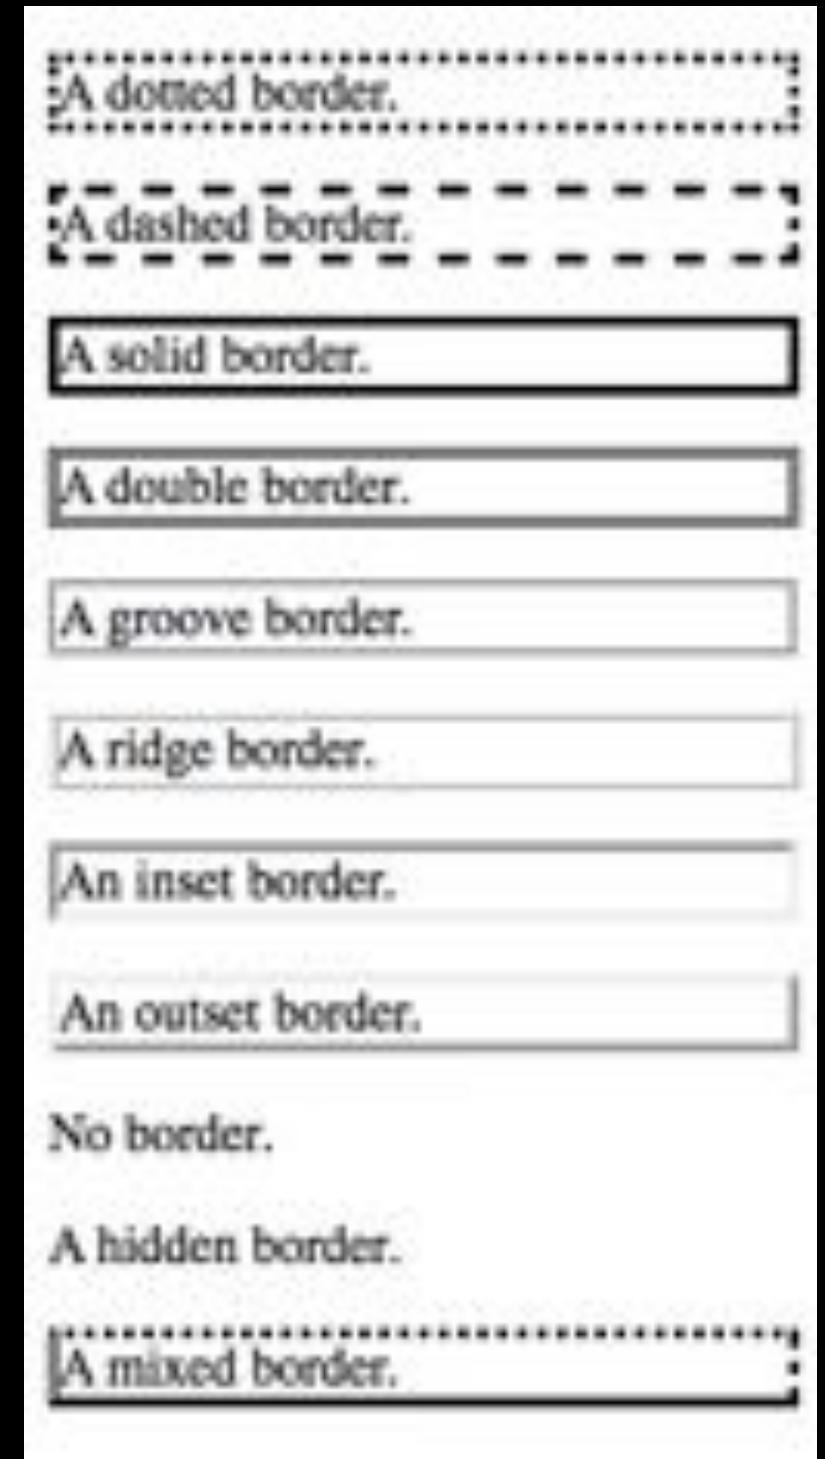 A dotted border.
A dashed border.
A solid border.
A double border.
A groove border.
A ridge border.
An inset border.
An outset border.
No border.
A hidden border.
A mixed border.